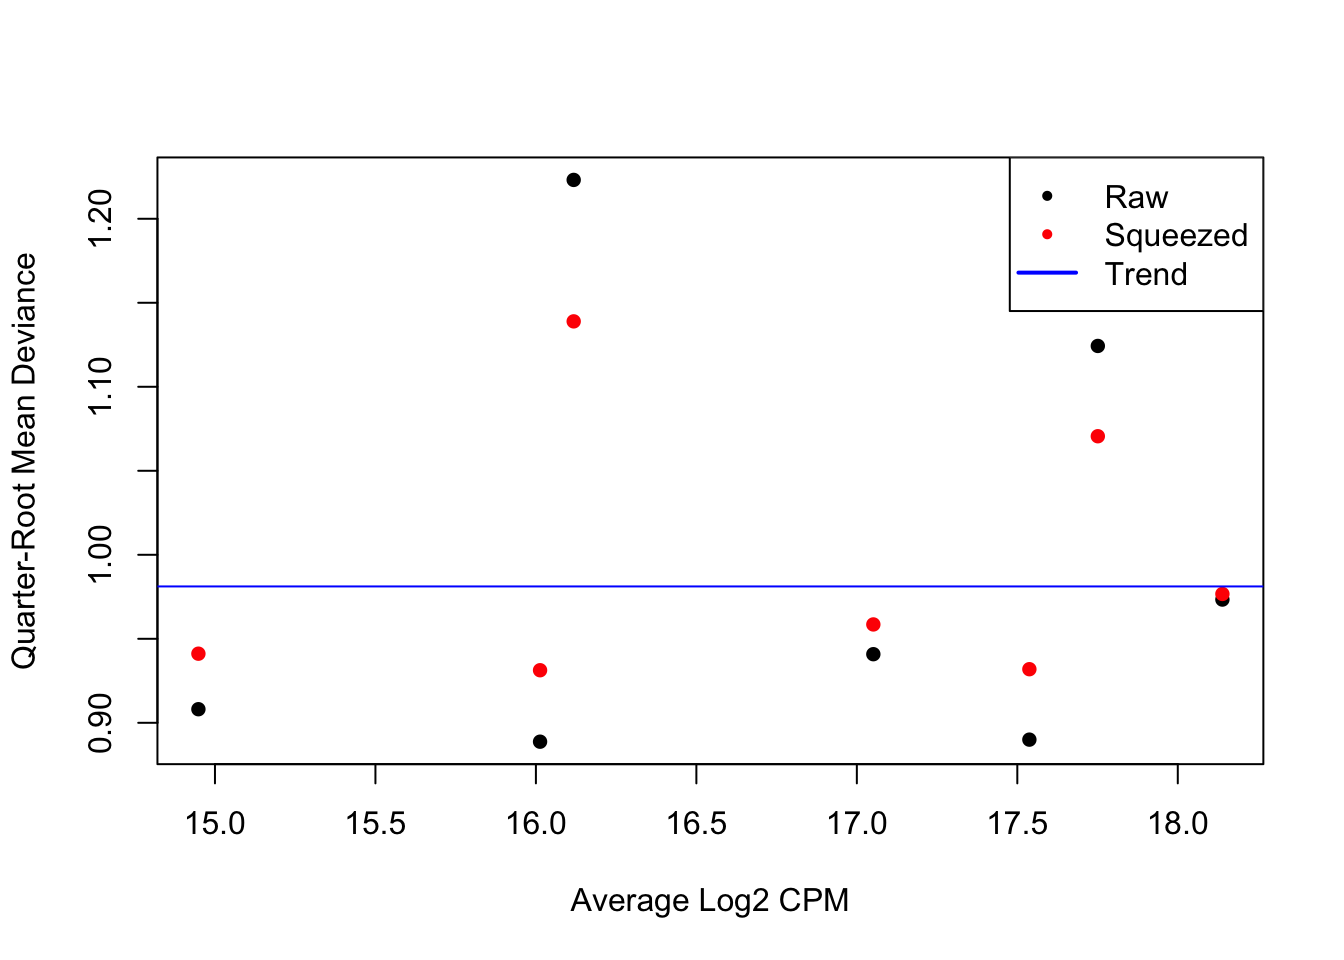 Raw
Squeezed
Trend
Quarter-Root Mean Deviance
1.20
1.10
1.00
0.90
15.0 15.5 16.0 16.5 17.0 17.5 18.0
Average Log2 CPM